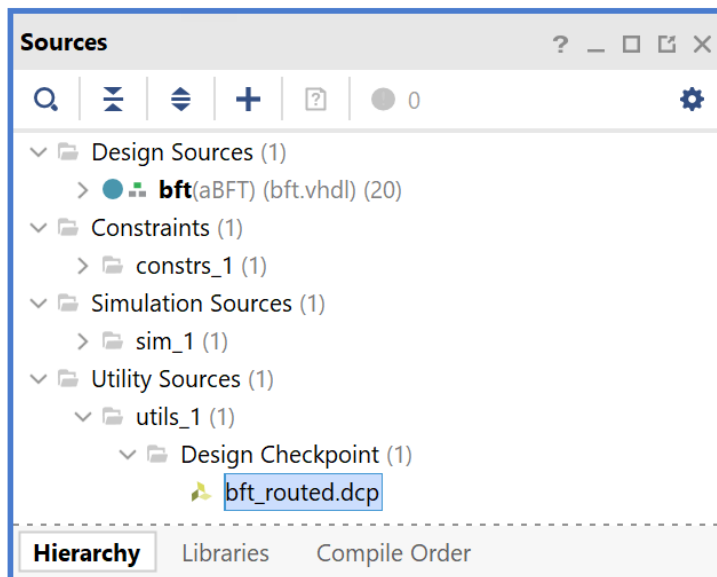 Sources
0
Design Sources (1)
bft(aBFT) (bft.vhdl) (20)
Constraints (1)
constrs_1 (1)
Simulation Sources (1)
sim_1 (1)
Utility Sources (1)
utils_1 (1)
Design Checkpoint (1)
bft_routed.dcp
Hierarchy Libraries Compile Order